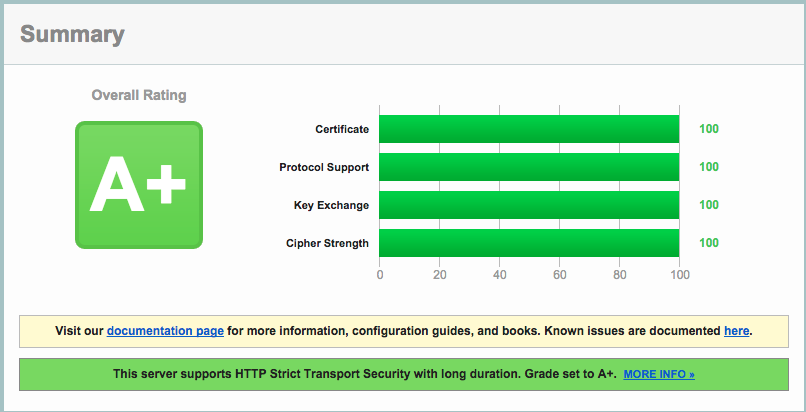 Summary
Overall Rating
A+
Certificate 100
Protocol Support 100
Key Exchange 100
Cipher Strength 100
0 20 40 60 80 100
Visit our documentation page for more information, configuration guides, and books. Known issues are documented here.
This server supports HTTP Strict Transport Security with long duration. Grade set to A+. MORE INFO »